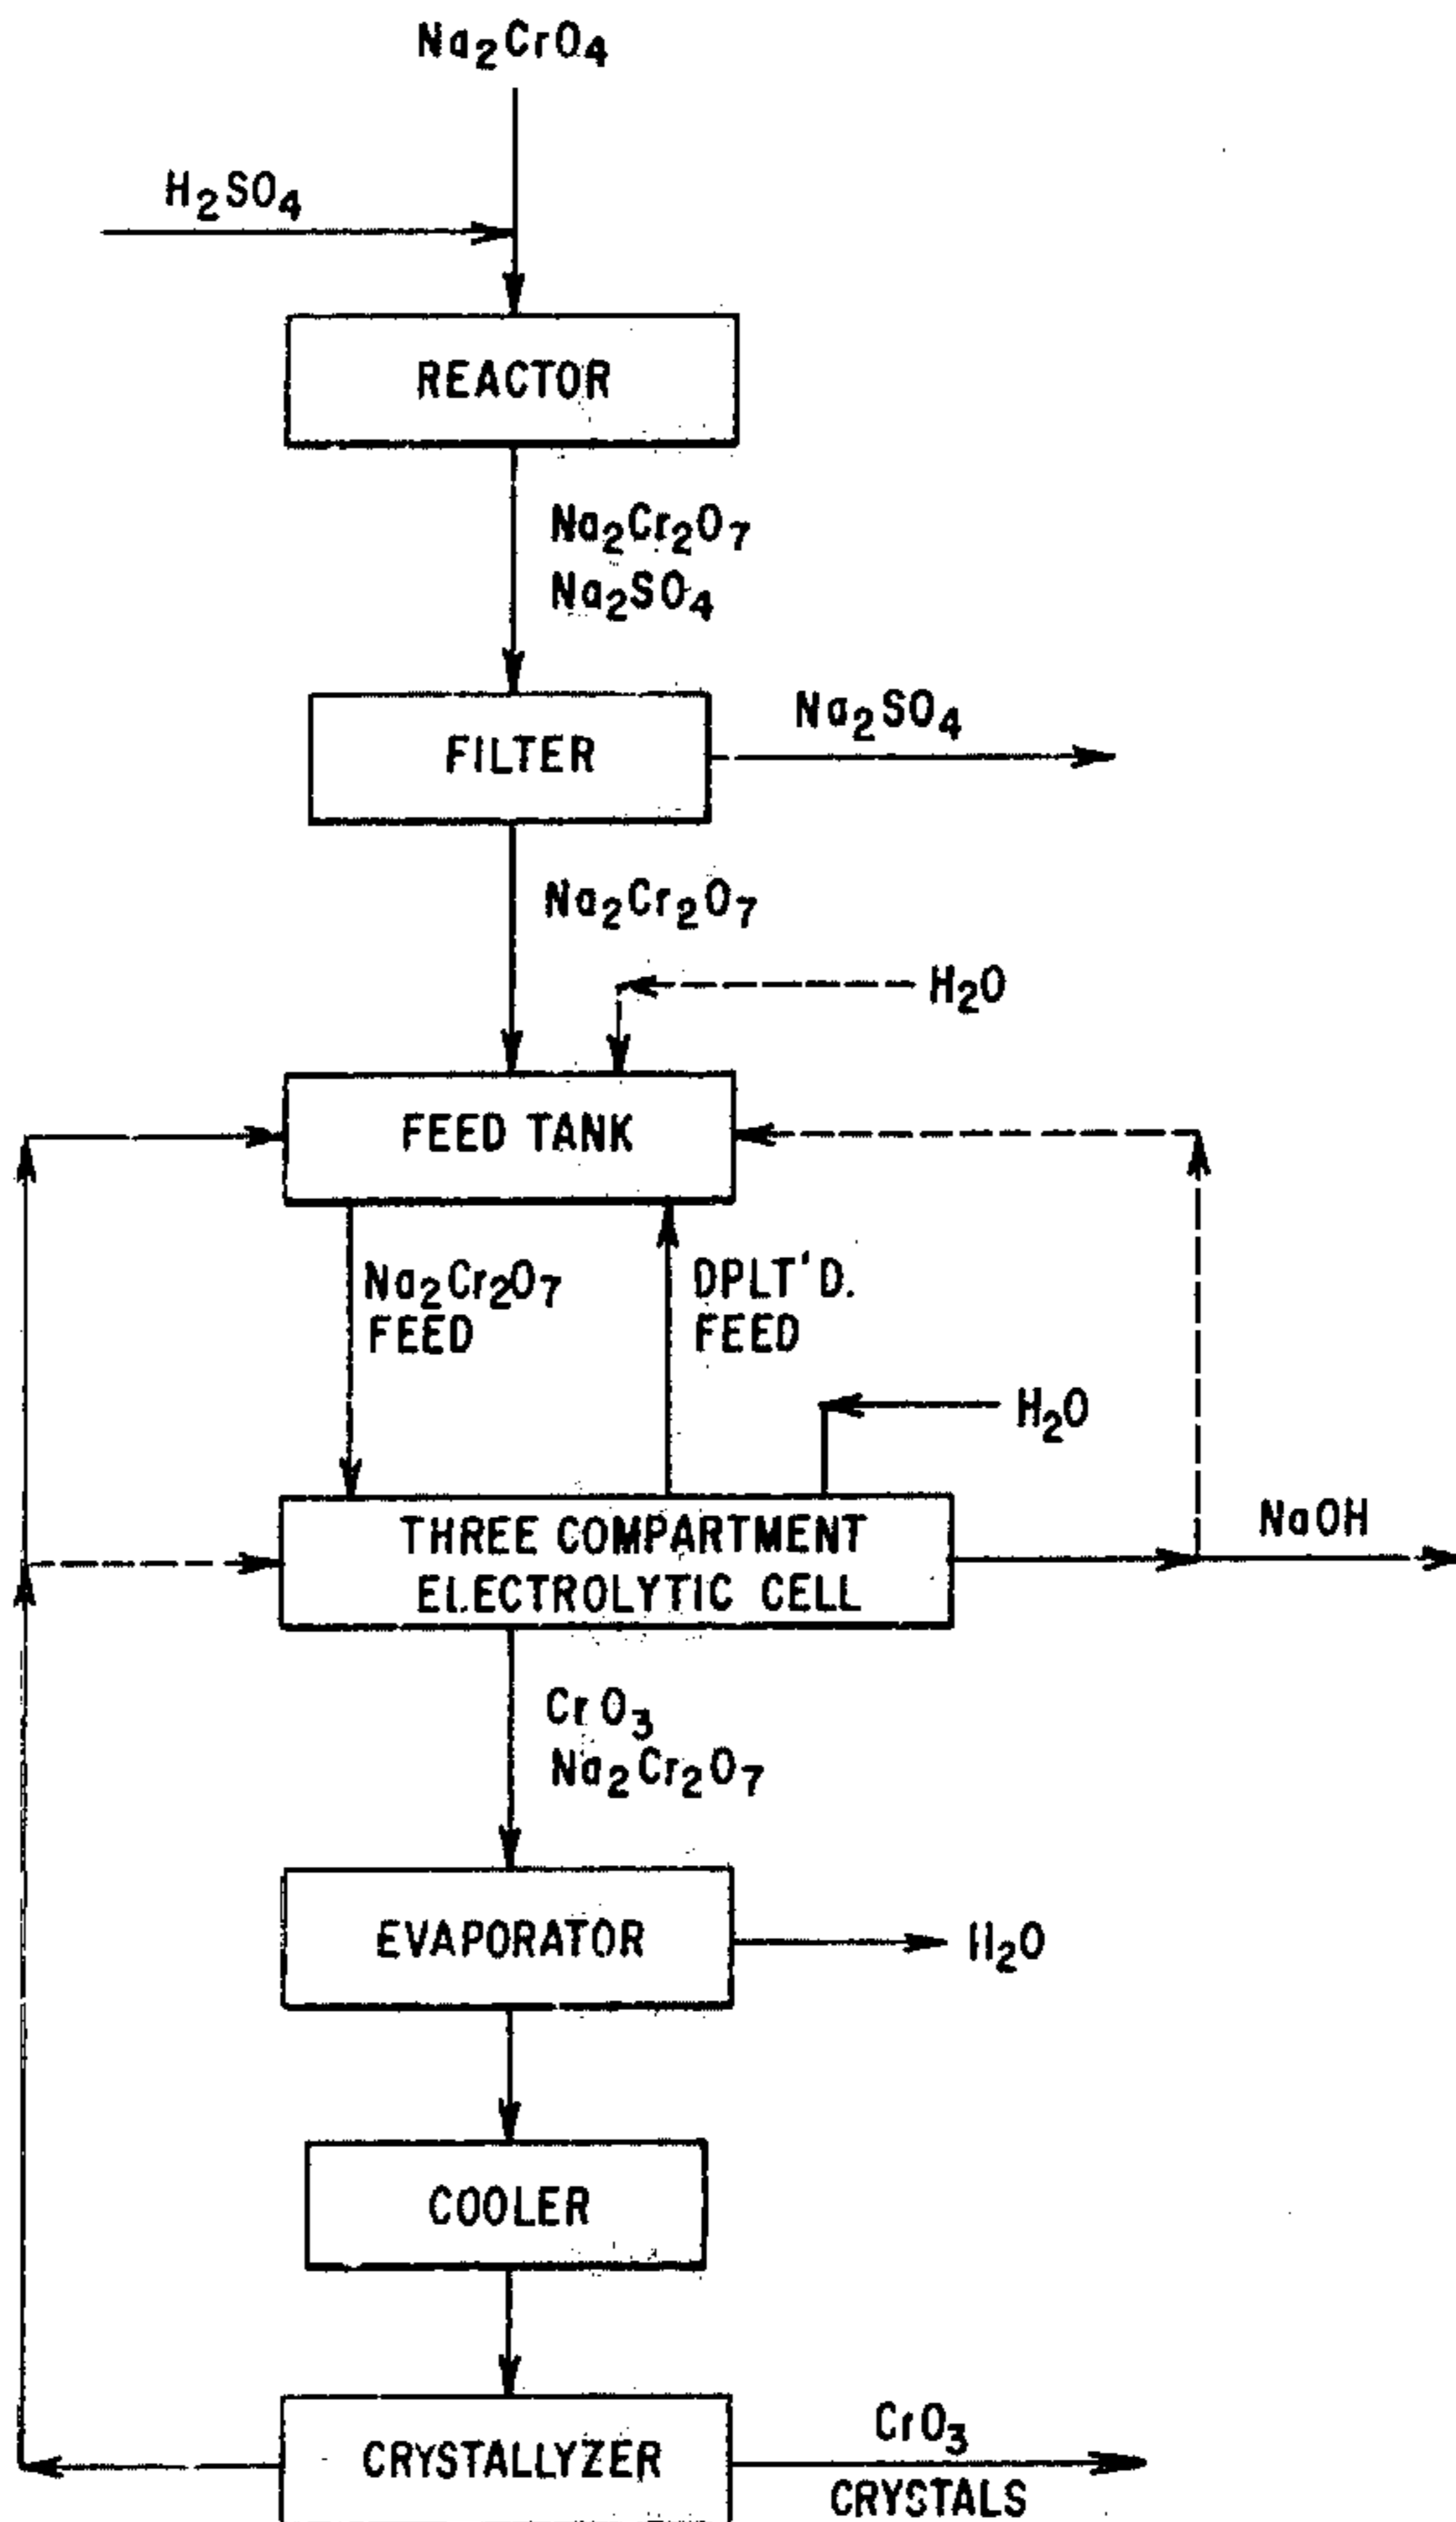 Na₂CrO₄
H₂SO₄
REACTOR
Na₂Cr₂O₇
Na₂SO₄
FILTER
Na₂SO₄
Na₂Cr₂O₇
H₂O
FEED TANK
Na₂Cr₂O₇
FEED
DPLT'D.
FEED
H₂O
THREE COMPARTMENT
ELECTROLYTIC CELL
NaOH
CrO₃
Na₂Cr₂O₇
EVAPORATOR
H₂O
COOLER
CRYSTALLYZER
CrO₃
CRYSTALS